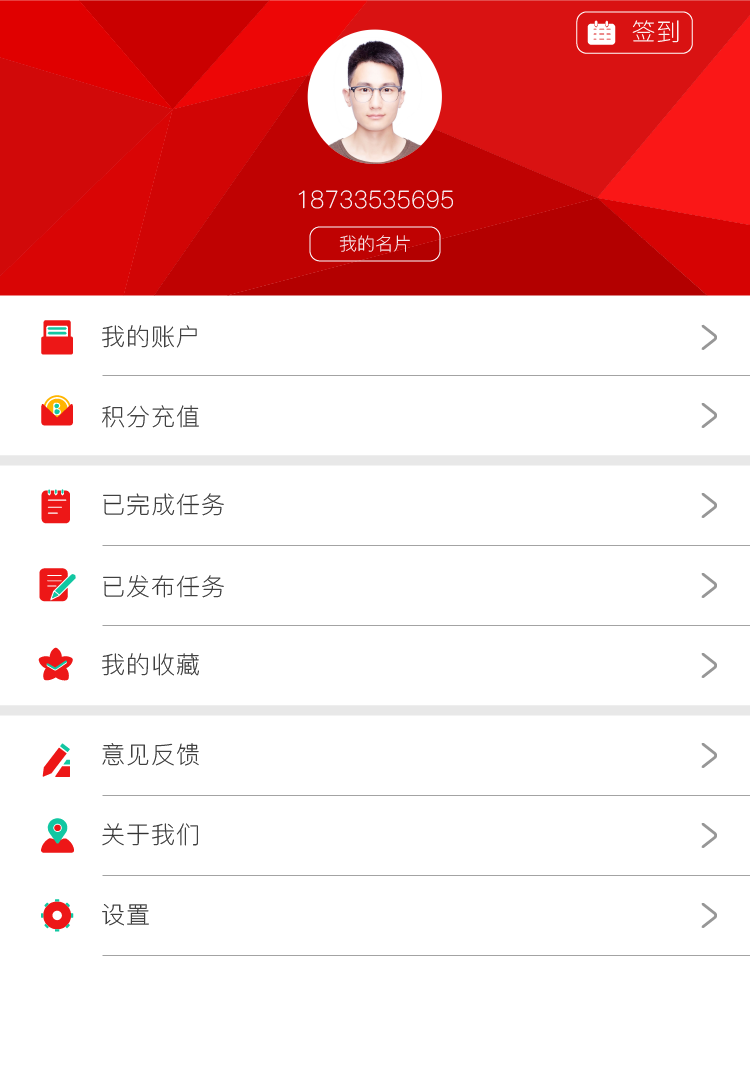 签到
18733535695
我的名片
我的账户
积分充值
已完成任务
已发布任务
我的收藏
意见反馈
关于我们
设置